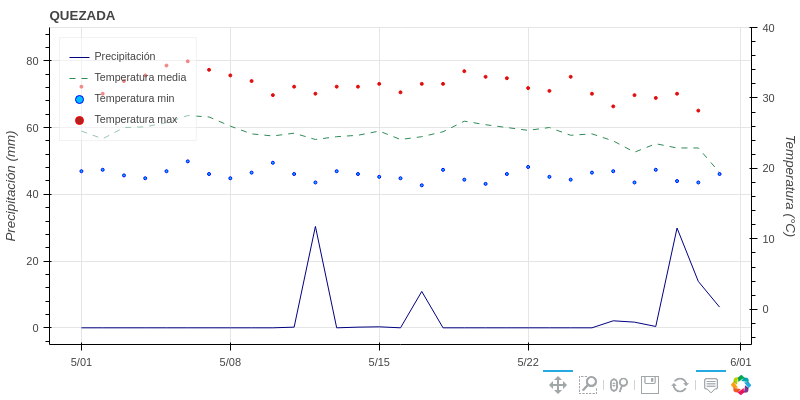 QUEZADA
Precipitación
Temperatura media
Temperatura min
Temperatura max
Precipitación (mm)
80
60
40
20
0
Temperatura (°C)
40
30
20
10
0
5/01
5/08
5/15
5/22
6/01